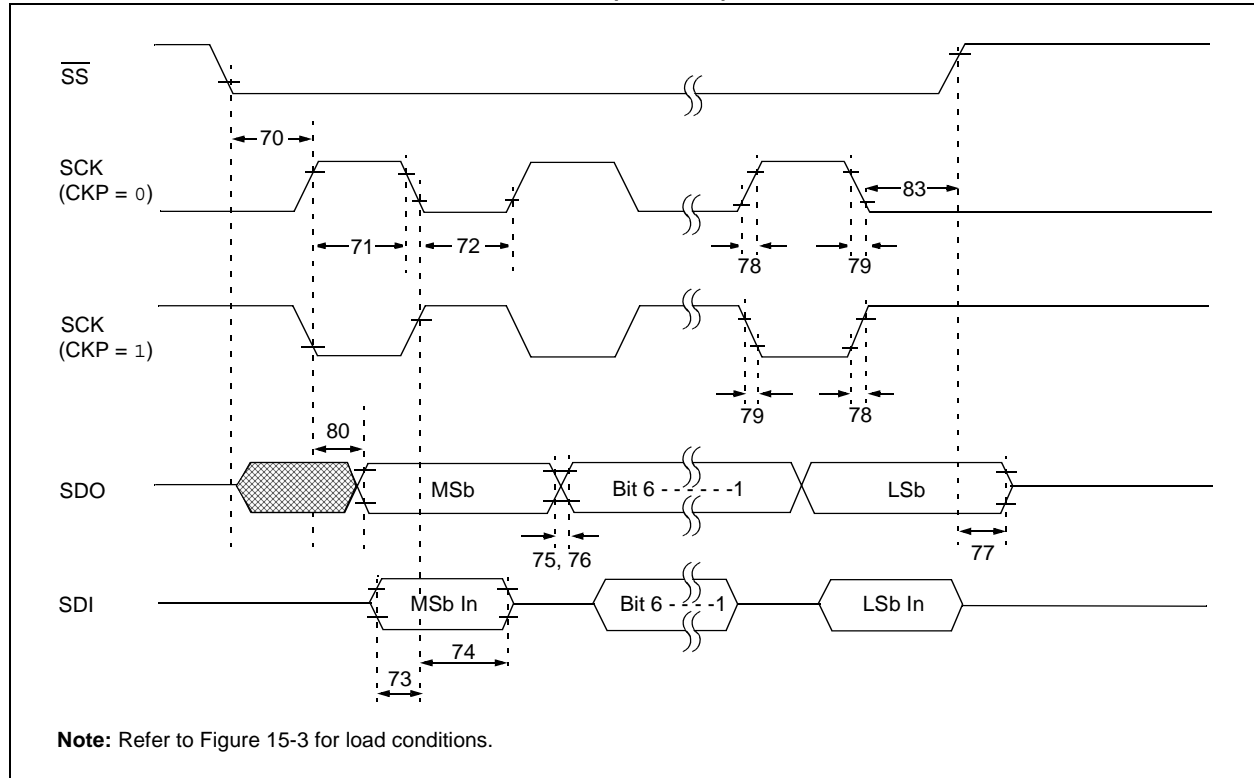 SS
70
SCK
(CKP = 0)
83
71
72
78
79
SCK
(CKP = 1)
79
78
80
SDO
MSb
Bit 6 - - - - - -1
LSb
75, 76
77
SDI
MSb In
Bit 6 - - - - -1
LSb In
74
73
Note: Refer to Figure 15-3 for load conditions.